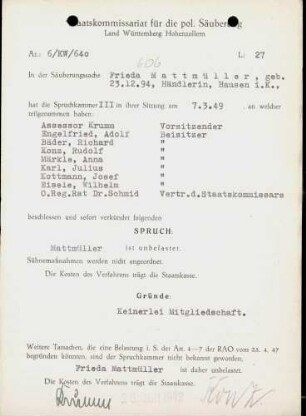 Staatskommissariat für die pol. Säuberung
Land Württemberg Hohenzollern
Az.: 6/KW/640
L: 27
606
In der Säuberungssache Frieda Mattmüller, geb.
23.12.94, Händlerin, Hausen i.K.,
hat die Spruchkammer III in ihrer Sitzung am 7.3.49 , an welcher
teilgenommen haben:
Assessor Krumm Vorsitzender
Engelfried, Adolf Beisitzer
Bäder, Richard "
Konz, Rudolf "
Märkle, Anna "
Karl, Julius "
Kottmann, Josef "
Eisele, Wilhelm "
O.Reg.Rat Dr.Schmid Vertr.d.Staatskommissars
beschlossen und sofort verkündet folgenden
SPRUCH:
Mattmüller ist unbelastet.
Sühnemaßnahmen werden nicht angeordnet.
Die Kosten des Verfahrens trägt die Staatskasse.
Gründe:
Keinerlei Mitgliedschaft.
Weitere Tatsachen, die eine Belastung i. S. der Art. 4—7 der RAO vom 25. 4. 47
begründen könnten, sind der Spruchkammer nicht bekannt geworden.
Frieda Mattmüller ist daher unbelastet.
Die Kosten des Verfahrens trägt die Staatskasse.
Krumm
Konz